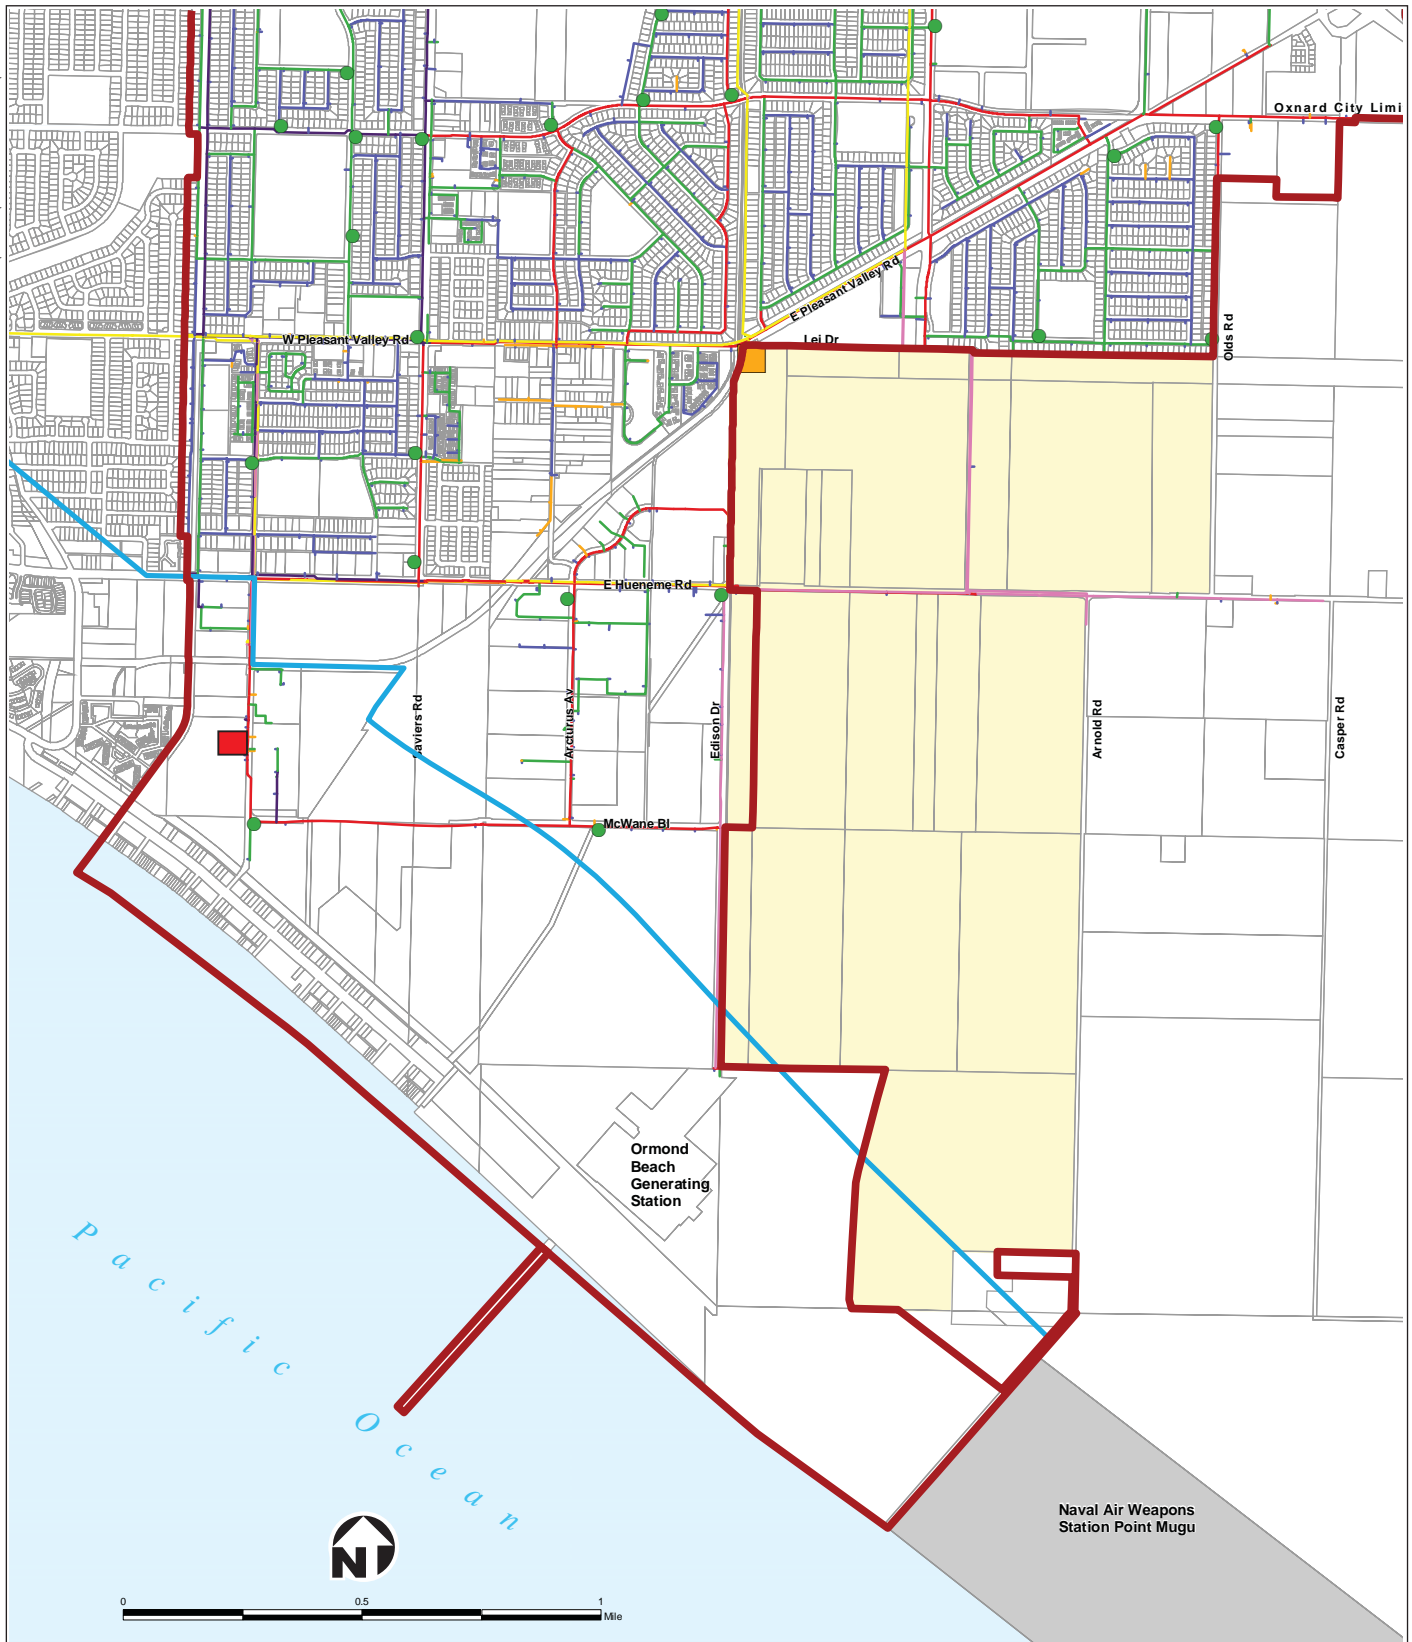 Oxnard City Limi
E Pleasant Valley Rd
W Pleasant Valley Rd
Lei Dr
Olds Rd
E Hueneme Rd
Saviers Rd
Arcturus Av
Edison Dr
Arnold Rd
Casper Rd
McWane Bl
Ormond
Beach
Generating
Station
Pacific
Ocean
Naval Air Weapons
Station Point Mugu
N
0 0.5 1
Mile